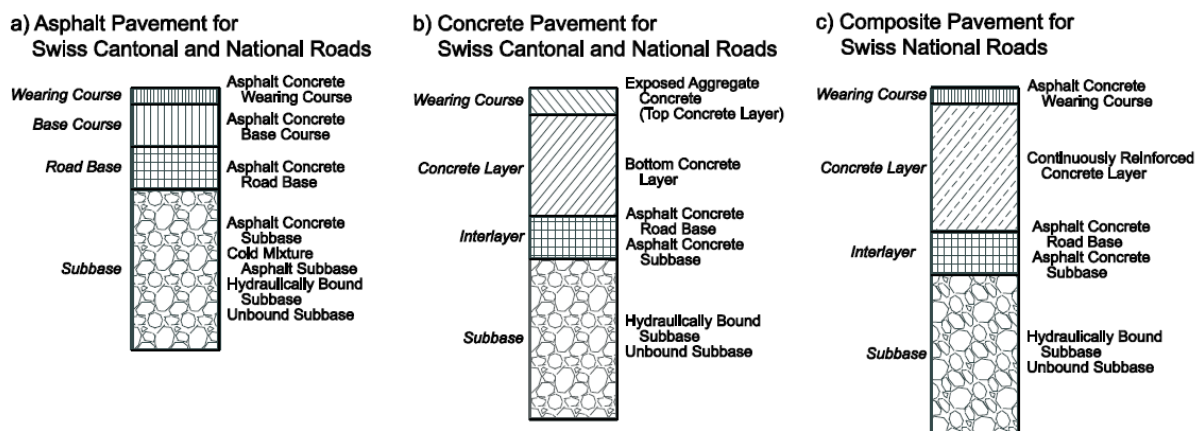 a) Asphalt Pavement for
Swiss Cantonal and National Roads
Wearing Course
Asphalt Concrete
Wearing Course
Base Course
Asphalt Concrete
Base Course
Road Base
Asphalt Concrete
Road Base
Subbase
Asphalt Concrete
Subbase
Cold Mixture
Asphalt Subbase
Hydraulically Bound
Subbase
Unbound Subbase
b) Concrete Pavement for
Swiss Cantonal and National Roads
Wearing Course
Exposed Aggregate
Concrete
(Top Concrete Layer)
Concrete Layer
Bottom Concrete
Layer
Interlayer
Asphalt Concrete
Road Base
Asphalt Concrete
Subbase
Subbase
Hydraulically Bound
Subbase
Unbound Subbase
c) Composite Pavement for
Swiss National Roads
Wearing Course
Asphalt Concrete
Wearing Course
Concrete Layer
Continuously Reinforced
Concrete Layer
Interlayer
Asphalt Concrete
Road Base
Asphalt Concrete
Subbase
Subbase
Hydraulically Bound
Subbase
Unbound Subbase